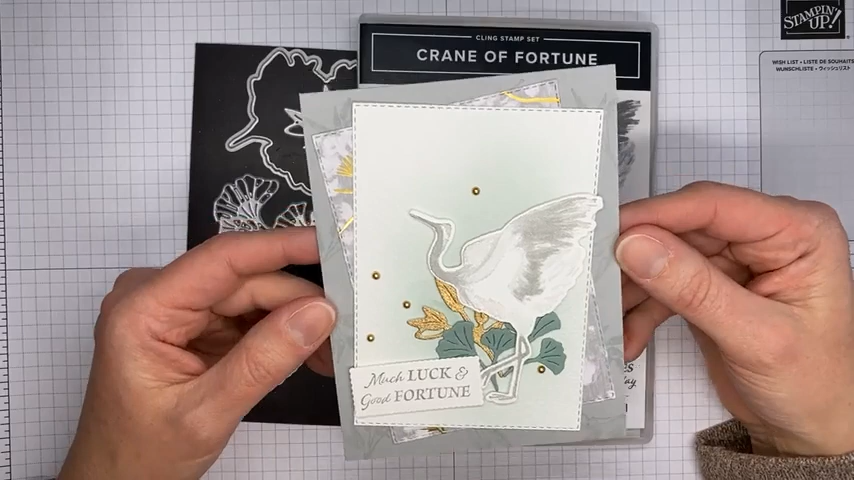 CLING STAMP SET
CRANE OF FORTUNE
STAMPIN' UP!
WISH LIST • LISTE DE SOUHAITS
WUNSCHLISTE • ウィッシュリスト
Much LUCK &
Good FORTUNE